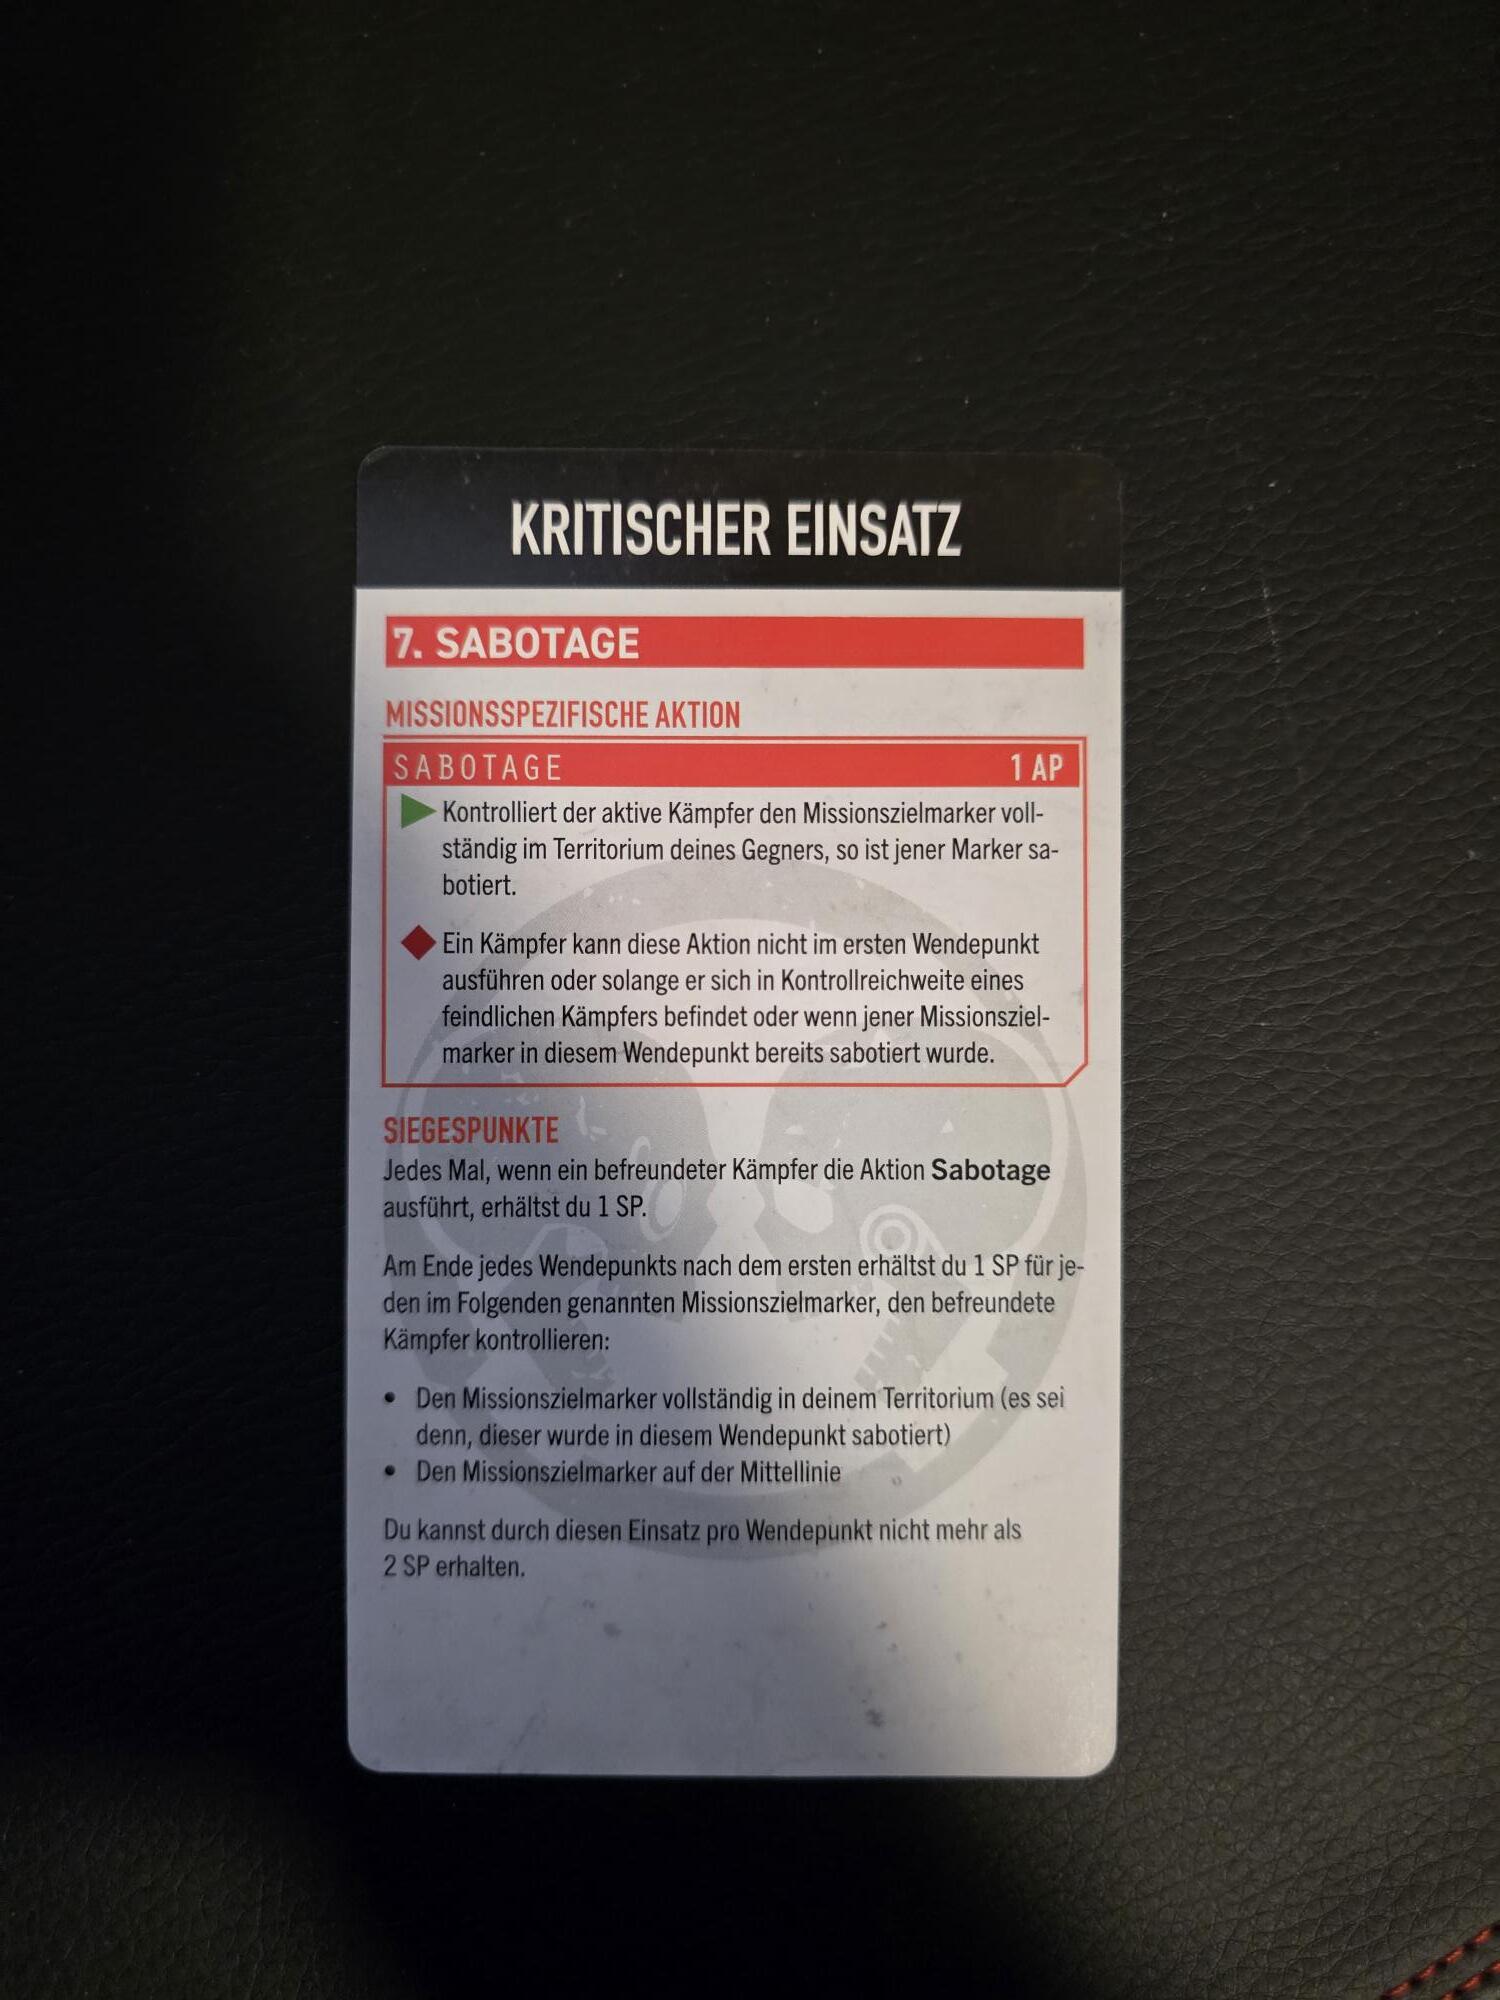 KRITISCHER EINSATZ
7. SABOTAGE
MISSIONSSPEZIFISCHE AKTION
SABOTAGE 1 AP
Kontrolliert der aktive Kämpfer den Missionszielmarker voll-
ständig im Territorium deines Gegners, so ist jener Marker sa-
botiert.
Ein Kämpfer kann diese Aktion nicht im ersten Wendepunkt
ausführen oder solange er sich in Kontrollreichweite eines
feindlichen Kämpfers befindet oder wenn jener Missionsziel-
marker in diesem Wendepunkt bereits sabotiert wurde.
SIEGESPUNKTE
Jedes Mal, wenn ein befreundeter Kämpfer die Aktion Sabotage
ausführt, erhältst du 1 SP.
Am Ende jedes Wendepunkts nach dem ersten erhältst du 1 SP für je-
den im Folgenden genannten Missionszielmarker, den befreundete
Kämpfer kontrollieren:
• Den Missionszielmarker vollständig in deinem Territorium (es sei
denn, dieser wurde in diesem Wendepunkt sabotiert)
• Den Missionszielmarker auf der Mittellinie
Du kannst durch diesen Einsatz pro Wendepunkt nicht mehr als
2 SP erhalten.